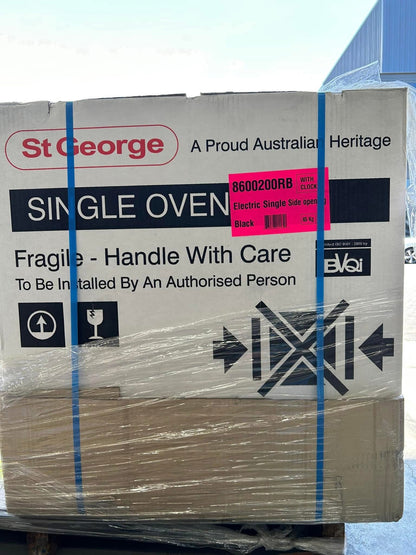 St George
A Proud Australian Heritage
8600200RB WITH CLOCK
Electric Single Side opening
Black
SINGLE OVEN
Fragile - Handle With Care
To Be Installed By An Authorised Person
BVQi